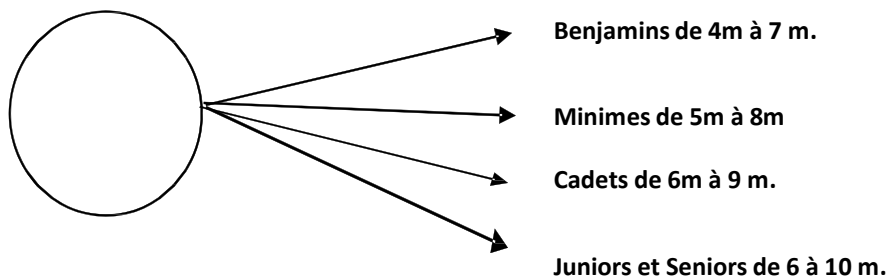 Benjamins de 4m à 7 m.
Minimes de 5m à 8m
Cadets de 6m à 9 m.
Juniors et Seniors de 6 à 10 m.